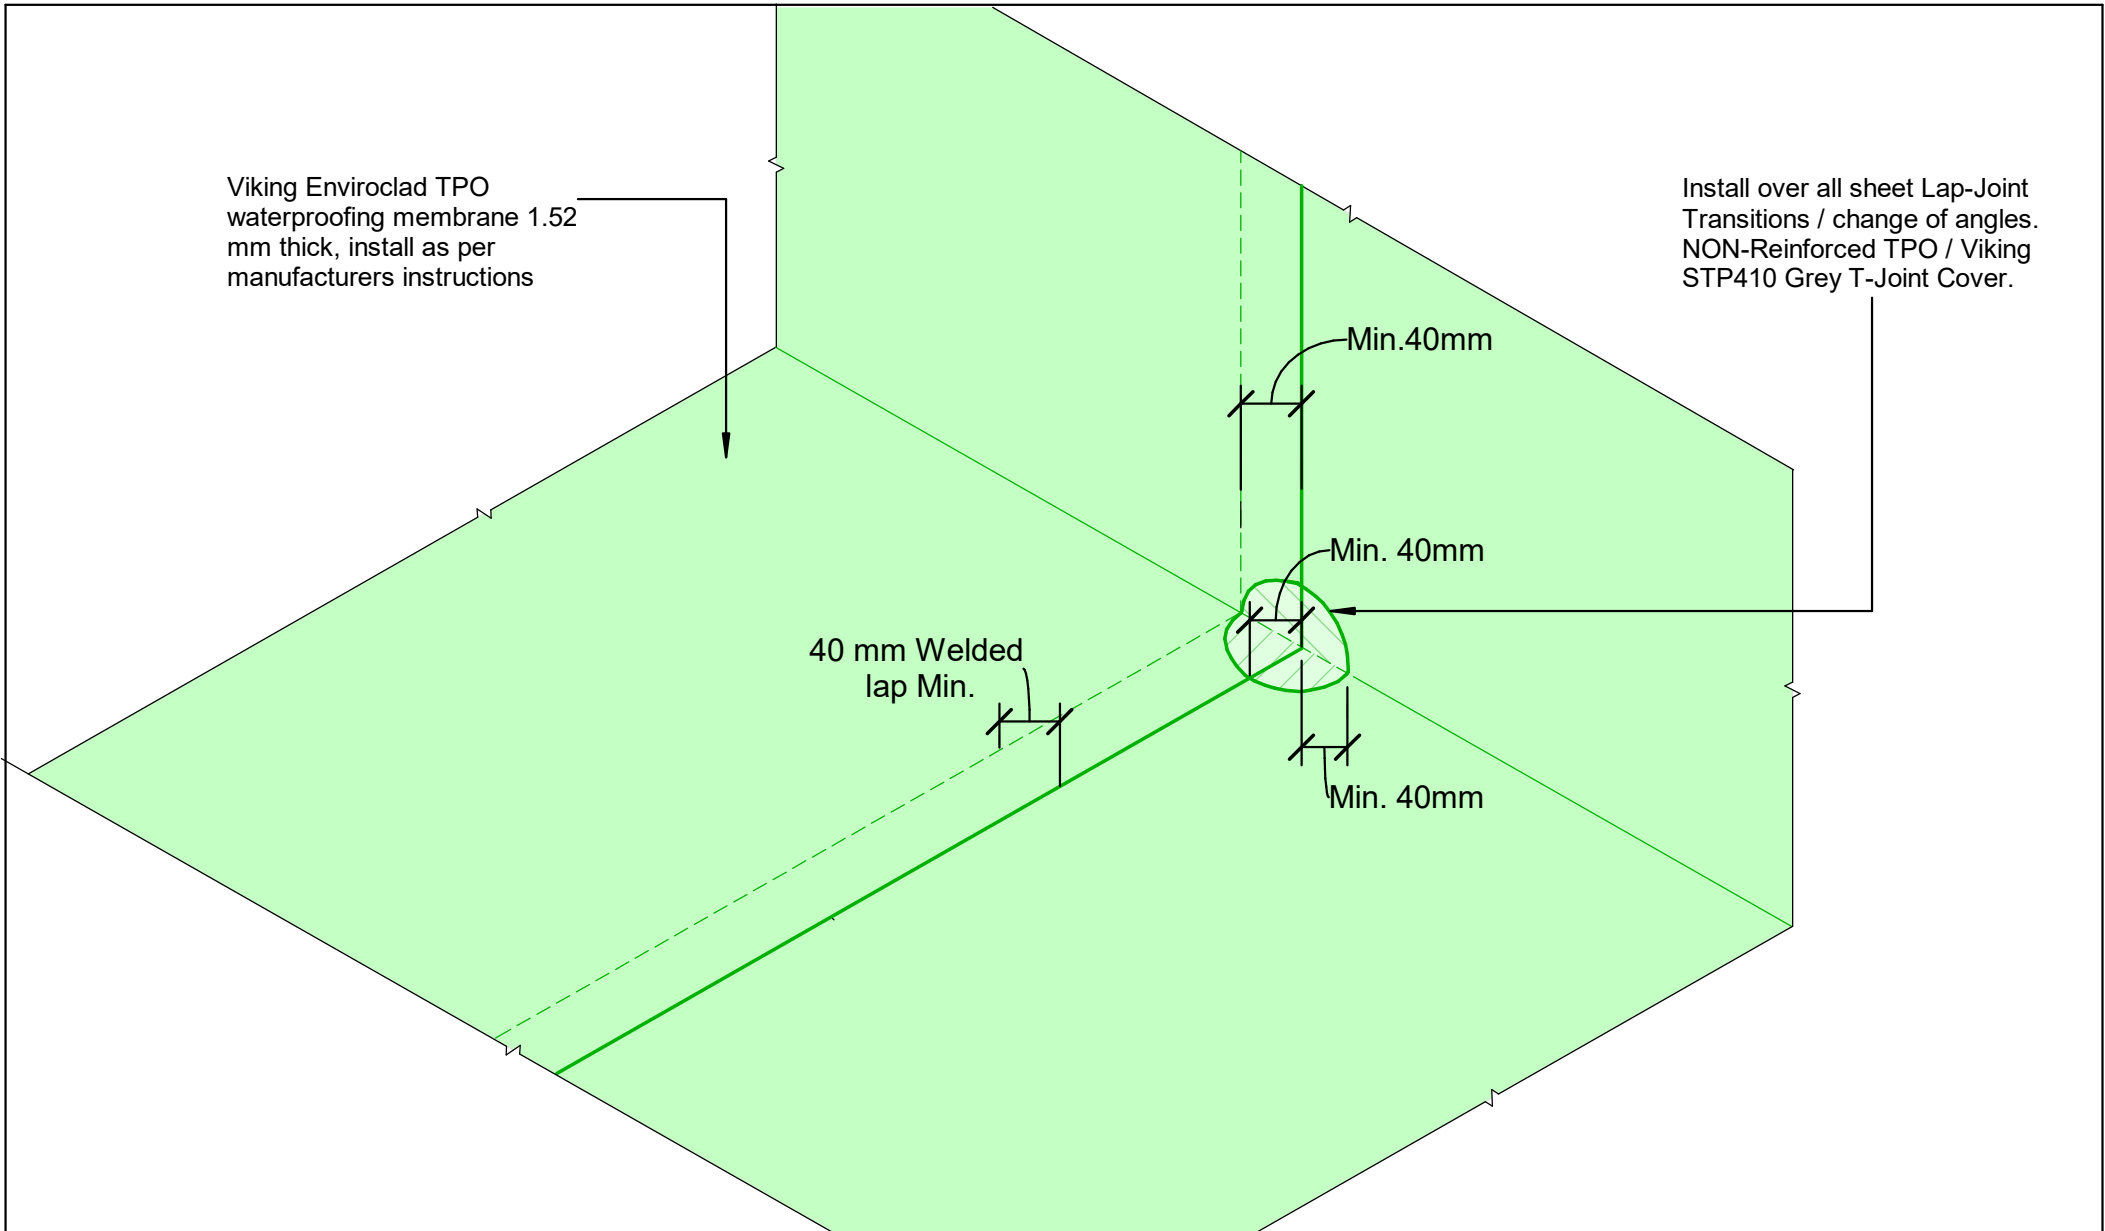 Viking Enviroclad TPO
waterproofing membrane 1.52
mm thick, install as per
manufacturers instructions
Install over all sheet Lap-Joint
Transitions / change of angles.
NON-Reinforced TPO / Viking
STP410 Grey T-Joint Cover.
Min.40mm
Min. 40mm
40 mm Welded
lap Min.
Min. 40mm